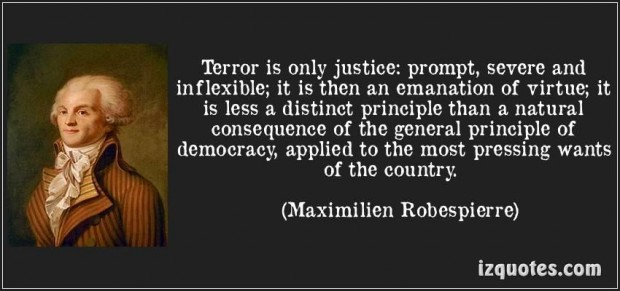 Terror is only justice: prompt, severe and
inflexible; it is then an emanation of virtue; it
is less a distinct principle than a natural
consequence of the general principle of
democracy, applied to the most pressing wants
of the country.
(Maximilien Robespierre)
izquotes.com